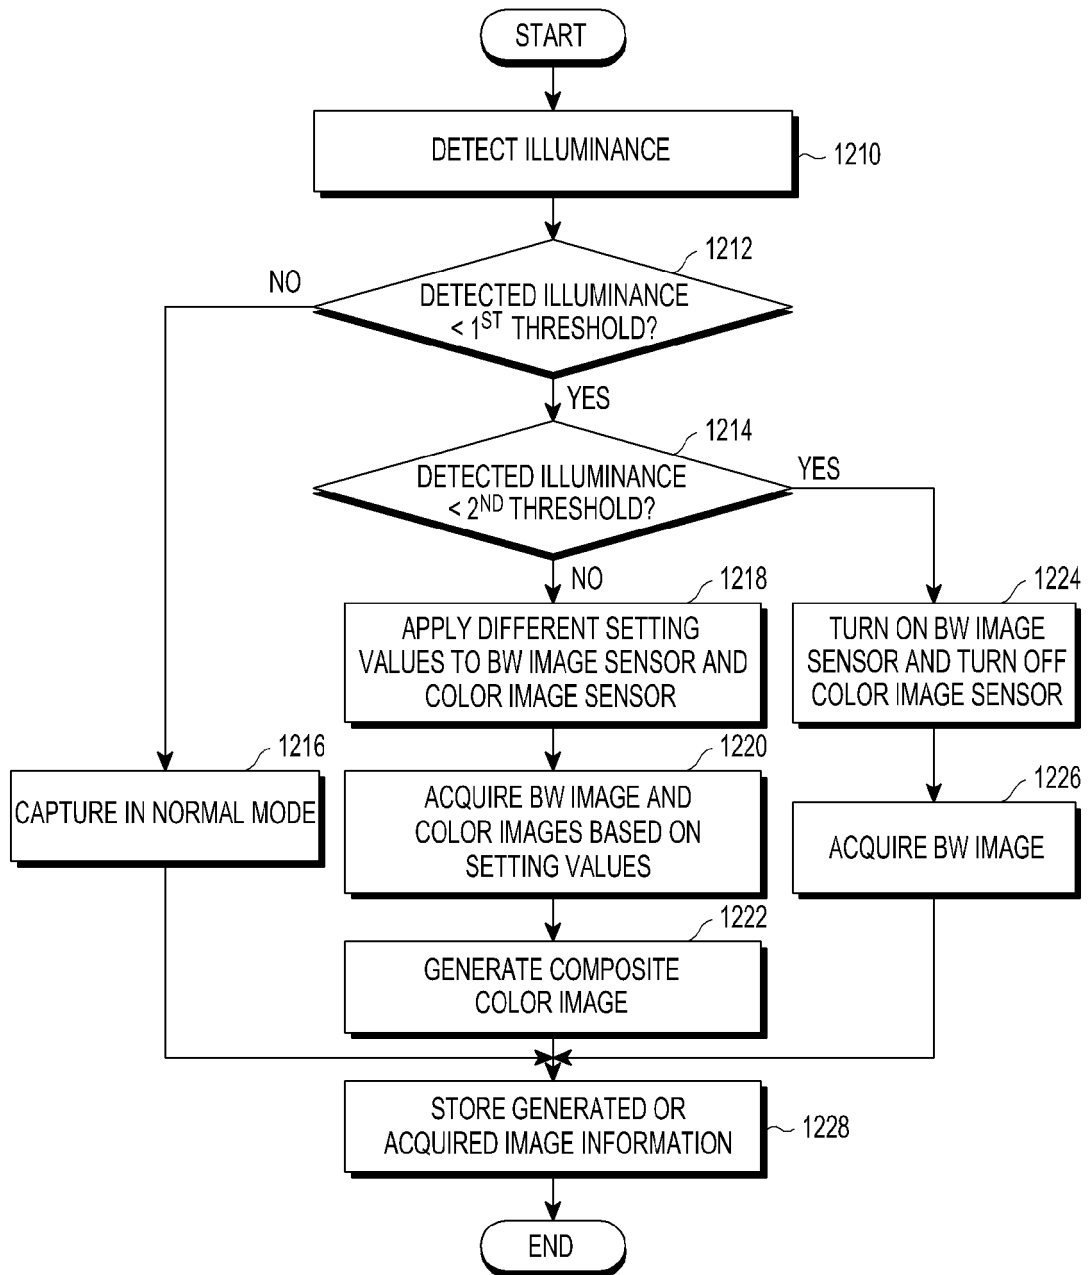 START
DETECT ILLUMINANCE
1210
1212
NO
DETECTED ILLUMINANCE
< 1ST THRESHOLD?
YES
1214
DETECTED ILLUMINANCE
< 2ND THRESHOLD?
YES
NO
1218
APPLY DIFFERENT SETTING
VALUES TO BW IMAGE SENSOR AND
COLOR IMAGE SENSOR
1224
TURN ON BW IMAGE
SENSOR AND TURN OFF
COLOR IMAGE SENSOR
1216
CAPTURE IN NORMAL MODE
1220
ACQUIRE BW IMAGE AND
COLOR IMAGES BASED ON
SETTING VALUES
1226
ACQUIRE BW IMAGE
1222
GENERATE COMPOSITE
COLOR IMAGE
STORE GENERATED OR
ACQUIRED IMAGE INFORMATION
1228
END